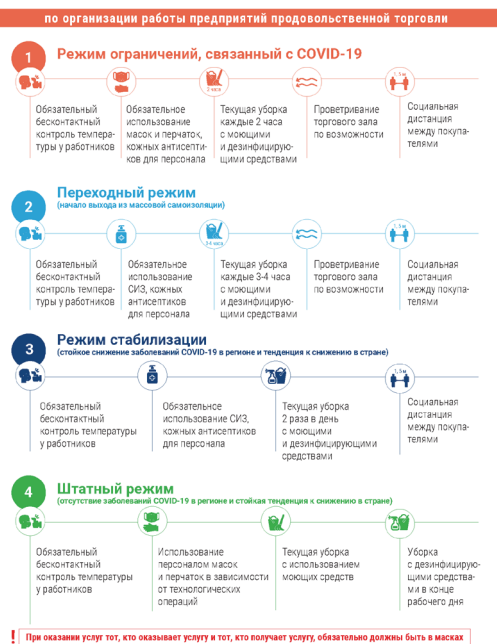 по организации работы предприятий продовольственной торговли
1
Режим ограничений, связанный с COVID-19
2 часа
1,5 м
Обязательный
бесконтактный
контроль темпера-
туры у работников
Обязательное
использование
масок и перчаток,
кожных антисепти-
ков для персонала
Текущая уборка
каждые 2 часа
с моющими
и дезинфицирую-
щими средствами
Проветривание
торгового зала
по возможности
Социальная
дистанция
между покупа-
телями
2
Переходный режим
(начало выхода из массовой самоизоляции)
3-4 часа
1,5 м
Обязательный
бесконтактный
контроль темпера-
туры у работников
Обязательное
использование
СИЗ, кожных
антисептиков
для персонала
Текущая уборка
каждые 3-4 часа
с моющими
и дезинфицирую-
щими средствами
Проветривание
торгового зала
по возможности
Социальная
дистанция
между покупа-
телями
3
Режим стабилизации
(стойкое снижение заболеваний COVID-19 в регионе и тенденция к снижению в стране)
1,5 м
Обязательный
бесконтактный
контроль температуры
у работников
Обязательное
использование СИЗ,
кожных антисептиков
для персонала
Текущая уборка
2 раза в день
с моющими
и дезинфицирующими
средствами
Социальная
дистанция
между покупа-
телями
4
Штатный режим
(отсутствие заболеваний COVID-19 в регионе и стойкая тенденция к снижению в стране)
Обязательный
бесконтактный
контроль температуры
у работников
Использование
персоналом масок
и перчаток в зависимости
от технологических
операций
Текущая уборка
с использованием
моющих средств
Уборка
с дезинфицирую-
щими средства-
ми в конце
рабочего дня
! При оказании услуг тот, кто оказывает услугу и тот, кто получает услугу, обязательно должны быть в масках